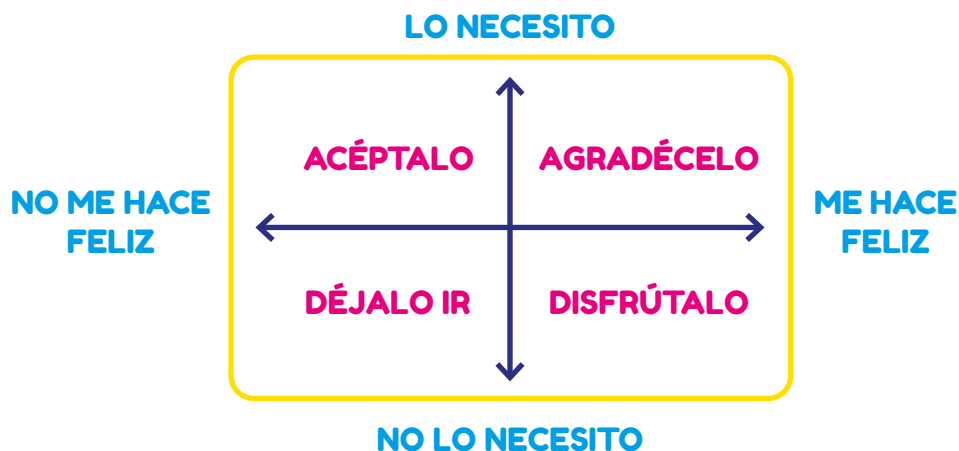 LO NECESITO
ACÉPTALO
AGRADÉCELO
NO ME HACE
FELIZ
ME HACE
FELIZ
DÉJALO IR
DISFRÚTALO
NO LO NECESITO